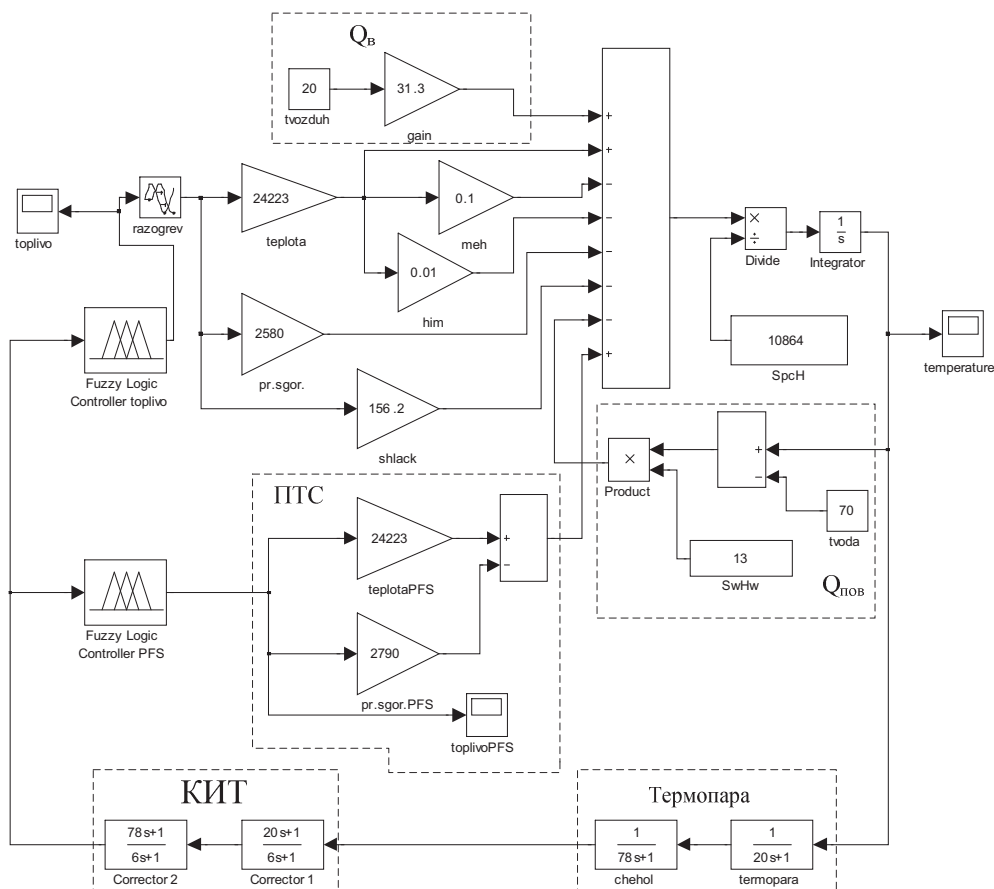 Qв
20
31.3
tvozduh
gain
toplivo
razogrev
24223
teplota
0.1
meh
0.01
him
2580
pr.sgor.
156.2
shlack
Fuzzy Logic
Controller toplivo
+
+
−
−
−
−
−
+
×
÷
Divide
1
s
Integrator
10864
SpcH
temperature
×
Product
+
−
70
tvoda
13
SwHw
Qпов
ПТС
24223
teplotaPFS
+
−
2790
pr.sgor.PFS
toplivoPFS
Fuzzy Logic
Controller PFS
КИТ
78s+1
6s+1
Corrector 2
20s+1
6s+1
Corrector 1
Термопара
1
78s+1
chehol
1
20s+1
termopara